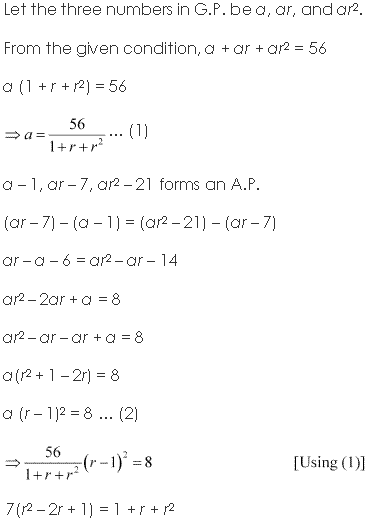 Let the three numbers in G.P. be a, ar, and ar².
From the given condition, a + ar + ar² = 56
a (1 + r + r²) = 56
⇒ a = 56/(1+r+r²) ... (1)
a – 1, ar – 7, ar² – 21 forms an A.P.
(ar – 7) – (a – 1) = (ar² – 21) – (ar – 7)
ar – a – 6 = ar² – ar – 14
ar² – 2ar + a = 8
ar² – ar – ar + a = 8
a(r² + 1 – 2r) = 8
a (r – 1)² = 8 ... (2)
⇒ 56/(1+r+r²) (r–1)² = 8 [Using (1)]
7(r² – 2r + 1) = 1 + r + r²